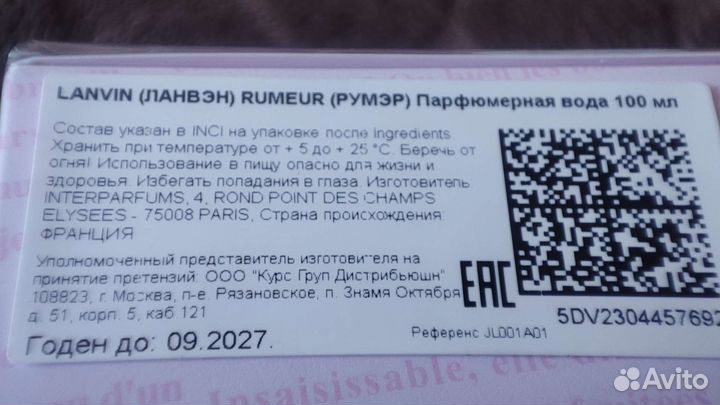 LANVIN (ЛАНВЭН) RUMEUR (РУМЭР) Парфюмерная вода 100 мл
Состав указан в INCI на упаковке после Ingredients.
Хранить при температуре от + 5 до + 25 °C. Беречь от
огня! Использование в пищу опасно для жизни и
здоровья. Избегать попадания в глаза. Изготовитель
INTERPARFUMS, 4, ROND POINT DES CHAMPS
ELYSEES - 75008 PARIS, Страна происхождения:
ФРАНЦИЯ
Уполномоченный представитель изготовителя на
принятие претензий: ООО "Курс Груп Дистрибьюшн"
108823, г. Москва, п-е. Рязановское, п. Знамя Октября
д. 51, корп. 5, каб 121
EAC
5DV2304457692
Референс JL001A01
Годен до: 09.2027.
d'un
Insaisissable, elle
Avito